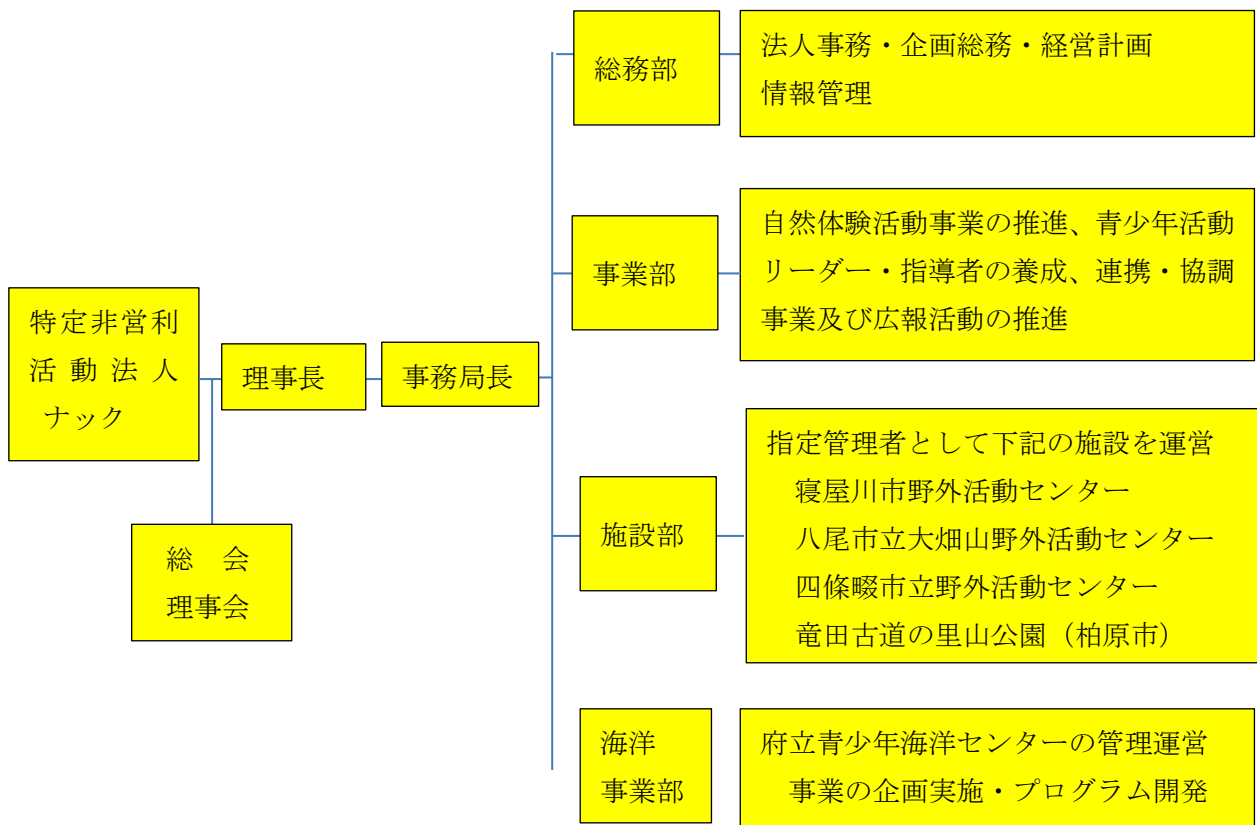 特定非営利
活動法人
ナック
総 会
理事会
理事長
事務局長
総務部
法人事務・企画総務・経営計画
情報管理
事業部
自然体験活動事業の推進、青少年活動
リーダー・指導者の養成、連携・協調
事業及び広報活動の推進
施設部
指定管理者として下記の施設を運営
寝屋川市野外活動センター
八尾市立大畑山野外活動センター
四條畷市立野外活動センター
竜田古道の里山公園（柏原市）
海洋
事業部
府立青少年海洋センターの管理運営
事業の企画実施・プログラム開発